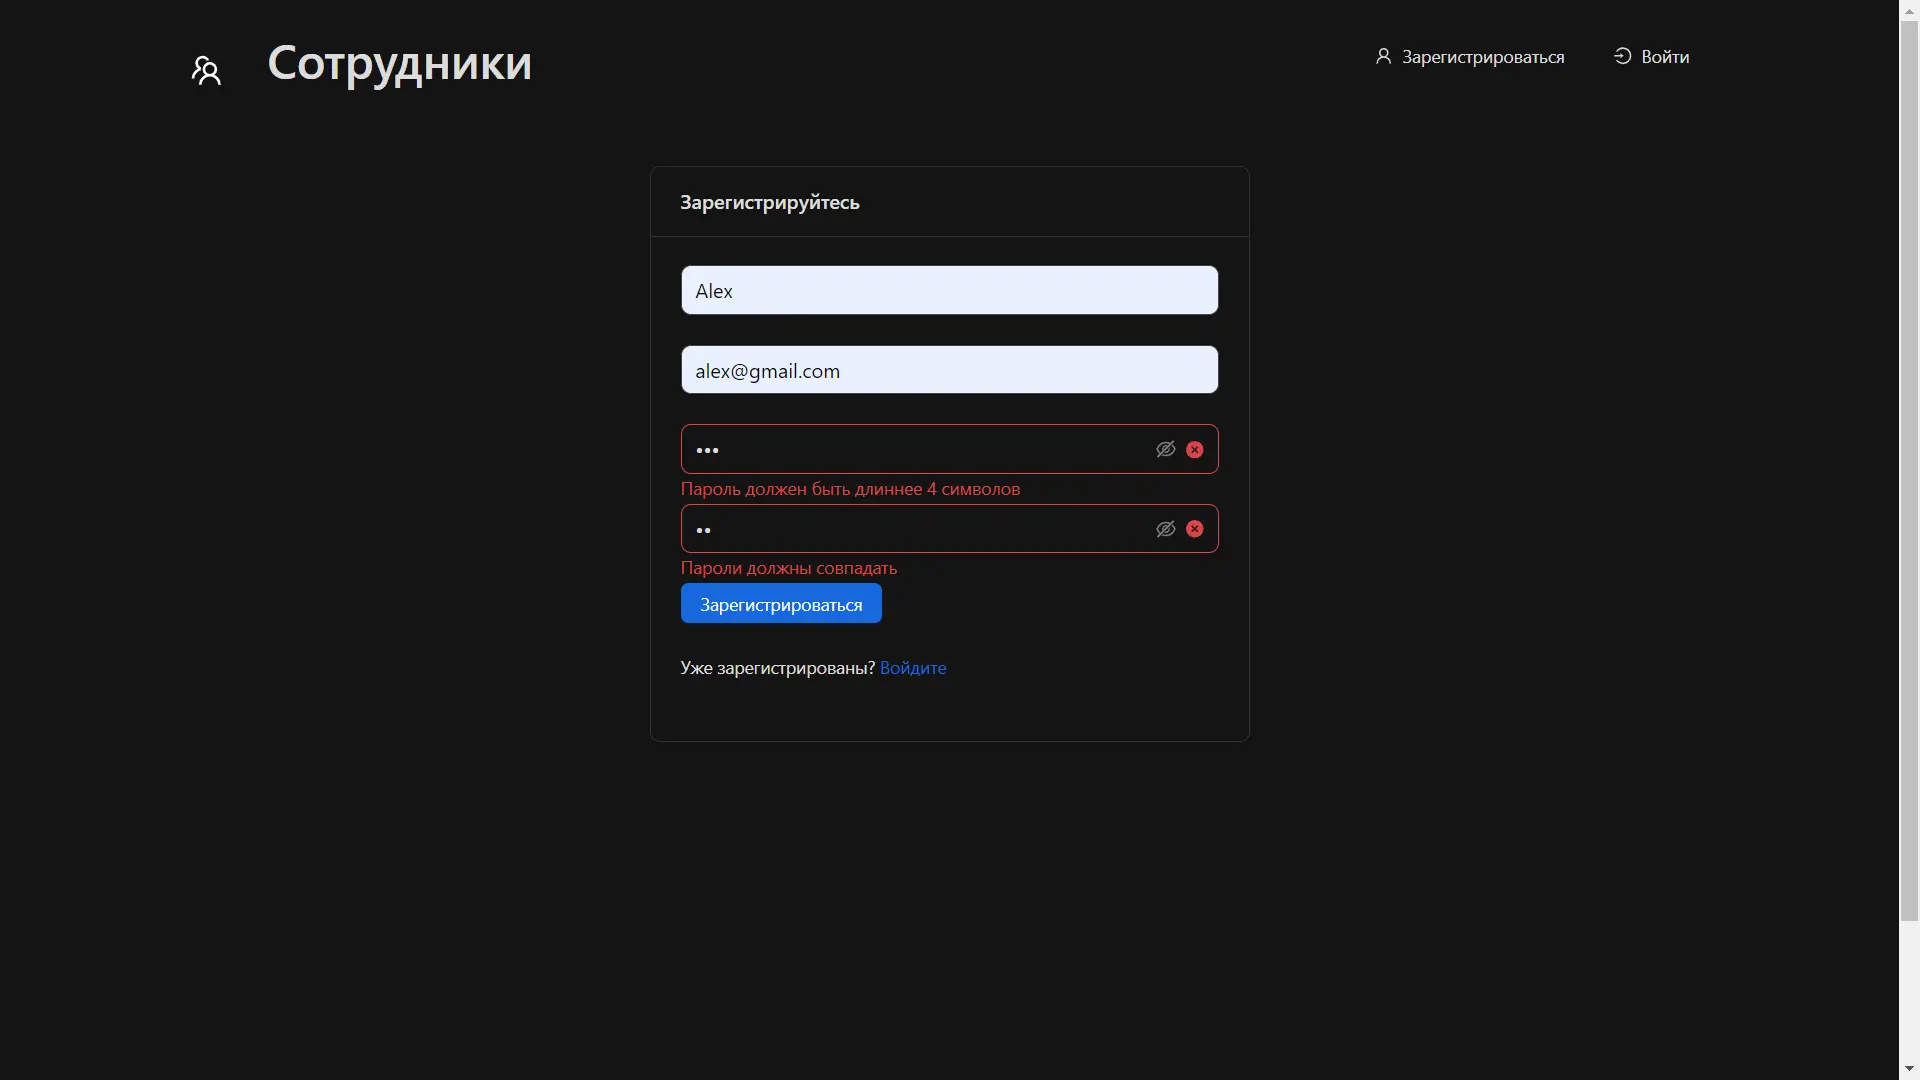 Сотрудники
Зарегистрироваться
Войти
Зарегистрируйтесь
Alex
alex@gmail.com
•••
Пароль должен быть длиннее 4 символов
••
Пароли должны совпадать
Зарегистрироваться
Уже зарегистрированы? Войдите